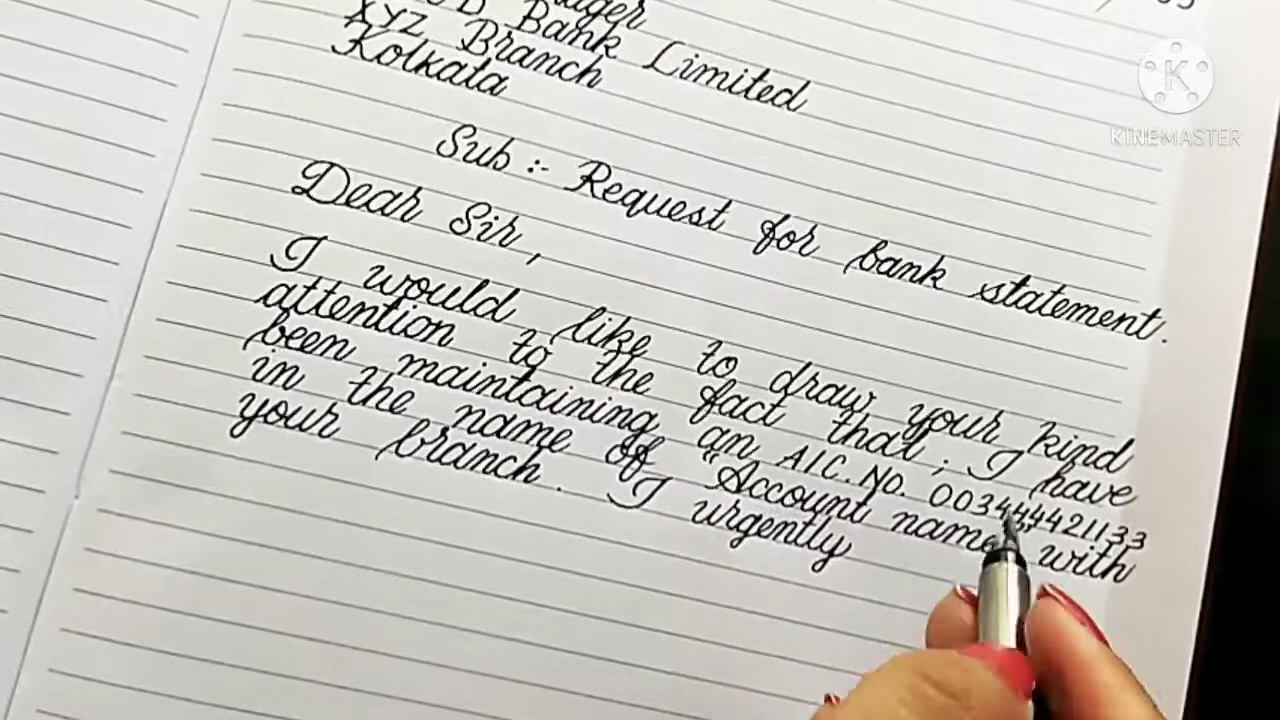 Bank Limited
XYZ Branch
Kolkata
Sub :- Request for bank statement.
Dear Sir,
I would like to draw your kind
attention to the fact that ; I have
been maintaining an A/C. No. 003444421133
in the name of "Account name" with
your branch. I urgently
KINEMASTER